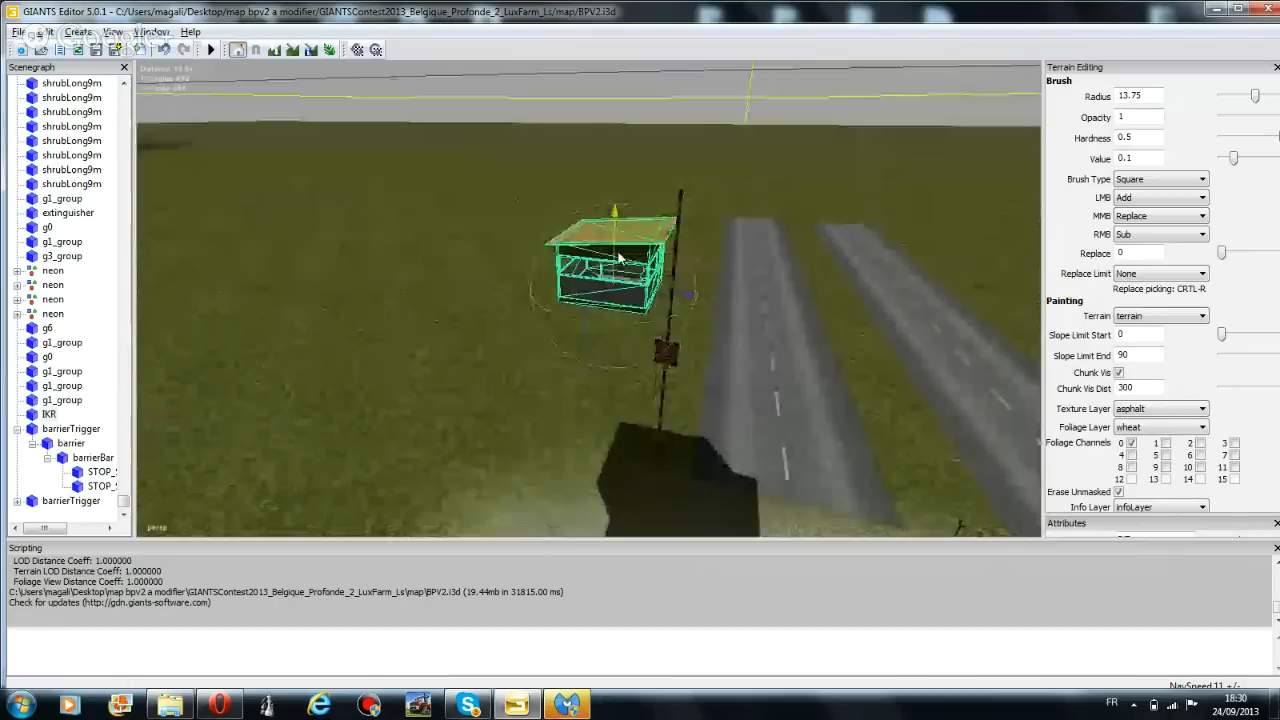 GIANTS Editor 5.0.1 - C:/Users/magali/Desktop/map bpv2 a modifier/GIANTSContest2013_Belgique_Profonde_2_LuxFarm_Ls/map/BPV2.i3d
File Edit Create View Window Help
Scenegraph
shrubLong9m
shrubLong9m
shrubLong9m
shrubLong9m
shrubLong9m
shrubLong9m
shrubLong9m
shrubLong9m
g1_group
extinguisher
g0
g1_group
g3_group
neon
neon
neon
neon
g6
g1_group
g0
g1_group
g1_group
g1_group
IKR
barrierTrigger
barrier
barrierBar
STOP_
STOP_
barrierTrigger
persp
Terrain Editing
Brush
Radius 13.75
Opacity 1
Hardness 0.5
Value 0.1
Brush Type Square
LMB Add
MMB Replace
RMB Sub
Replace 0
Replace Limit None
Replace picking: CRTL-R
Painting
Terrain terrain
Slope Limit Start 0
Slope Limit End 90
Chunk Vis
Chunk Vis Dist 300
Texture Layer asphalt
Foliage Layer wheat
Foliage Channels 0 1 2 3
4 5 6 7
8 9 10 11
12 13 14 15
Erase Unmasked
Info Layer infoLayer
Attributes
Scripting
LOD Distance Coeff: 1.000000
Terrain LOD Distance Coeff: 1.000000
Foliage View Distance Coeff: 1.000000
C:\Users\magali\Desktop\map bpv2 a modifier\GIANTSContest2013_Belgique_Profonde_2_LuxFarm_Ls\map\BPV2.i3d (19.44mb in 31815.00 ms)
Check for updates (http://gdn.giants-software.com)
NavSpeed 11 +/-
FR
18:30
24/09/2013